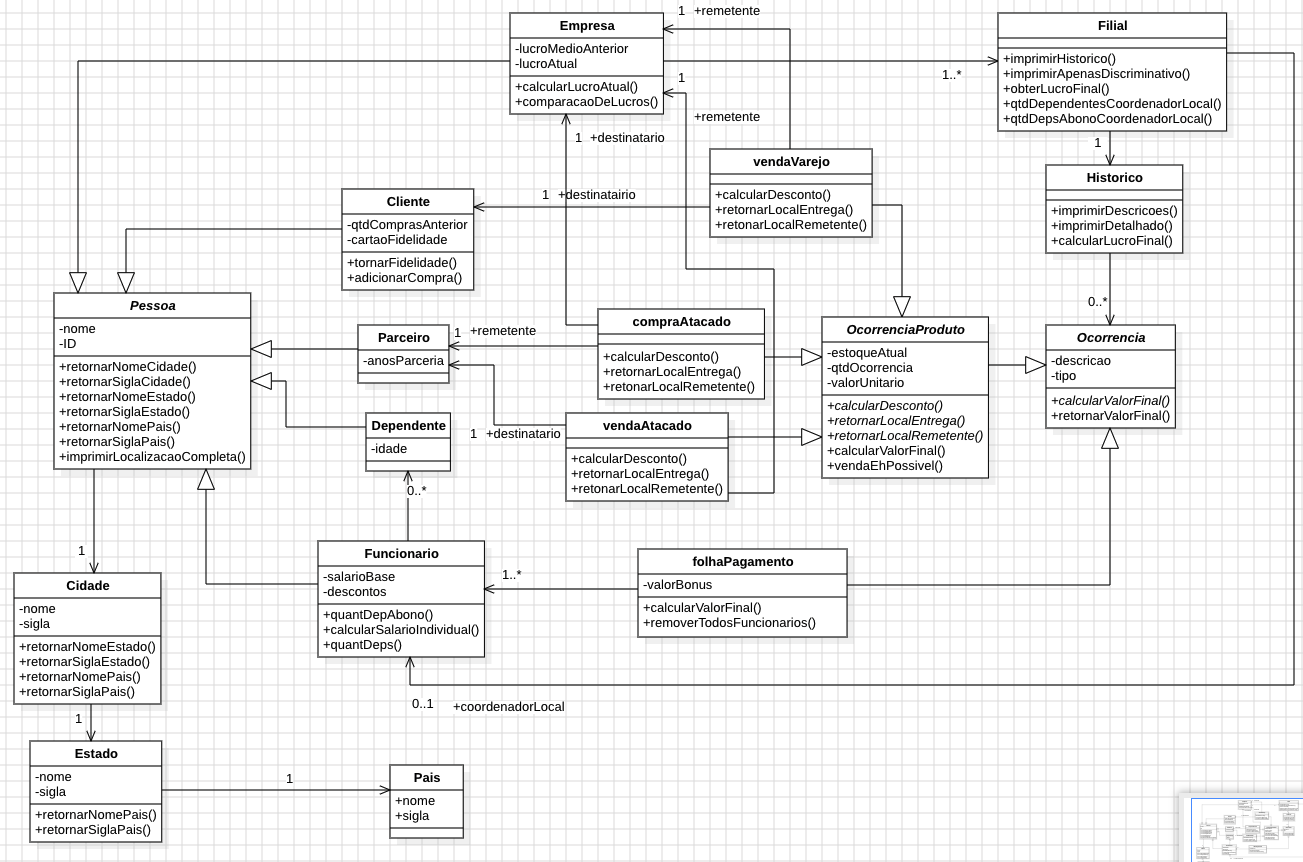 Empresa
-lucroMedioAnterior
-lucroAtual
+calcularLucroAtual()
+comparacaoDeLucros()
1 +remetente
1
+remetente
1 +destinatario
1..*
Filial
+imprimirHistorico()
+imprimirApenasDiscriminativo()
+obterLucroFinal()
+qtdDependentesCoordenadorLocal()
+qtdDepsAbonoCoordenadorLocal()
1
vendaVarejo
+calcularDesconto()
+retornarLocalEntrega()
+retonarLocalRemetente()
1 +destinatairio
Cliente
-qtdComprasAnterior
-cartaoFidelidade
+tornarFidelidade()
+adicionarCompra()
Historico
+imprimirDescricoes()
+imprimirDetalhado()
+calcularLucroFinal()
0..*
Pessoa
-nome
-ID
+retornarNomeCidade()
+retornarSiglaCidade()
+retornarNomeEstado()
+retornarSiglaEstado()
+retornarNomePais()
+retornarSiglaPais()
+imprimirLocalizacaoCompleta()
Parceiro
-anosParceria
1 +remetente
compraAtacado
+calcularDesconto()
+retornarLocalEntrega()
+retonarLocalRemetente()
OcorrenciaProduto
-estoqueAtual
-qtdOcorrencia
-valorUnitario
+calcularDesconto()
+retornarLocalEntrega()
+retornarLocalRemetente()
+calcularValorFinal()
+vendaEhPossivel()
Ocorrencia
-descricao
-tipo
+calcularValorFinal()
+retornarValorFinal()
Dependente
-idade
1 +destinatario
vendaAtacado
+calcularDesconto()
+retornarLocalEntrega()
+retonarLocalRemetente()
0..*
Funcionario
-salarioBase
-descontos
+quantDepAbono()
+calcularSalarioIndividual()
+quantDeps()
1..*
folhaPagamento
-valorBonus
+calcularValorFinal()
+removerTodosFuncionarios()
1
Cidade
-nome
-sigla
+retornarNomeEstado()
+retornarSiglaEstado()
+retornarNomePais()
+retornarSiglaPais()
0..1 +coordenadorLocal
1
Estado
-nome
-sigla
+retornarNomePais()
+retornarSiglaPais()
1
Pais
+nome
+sigla